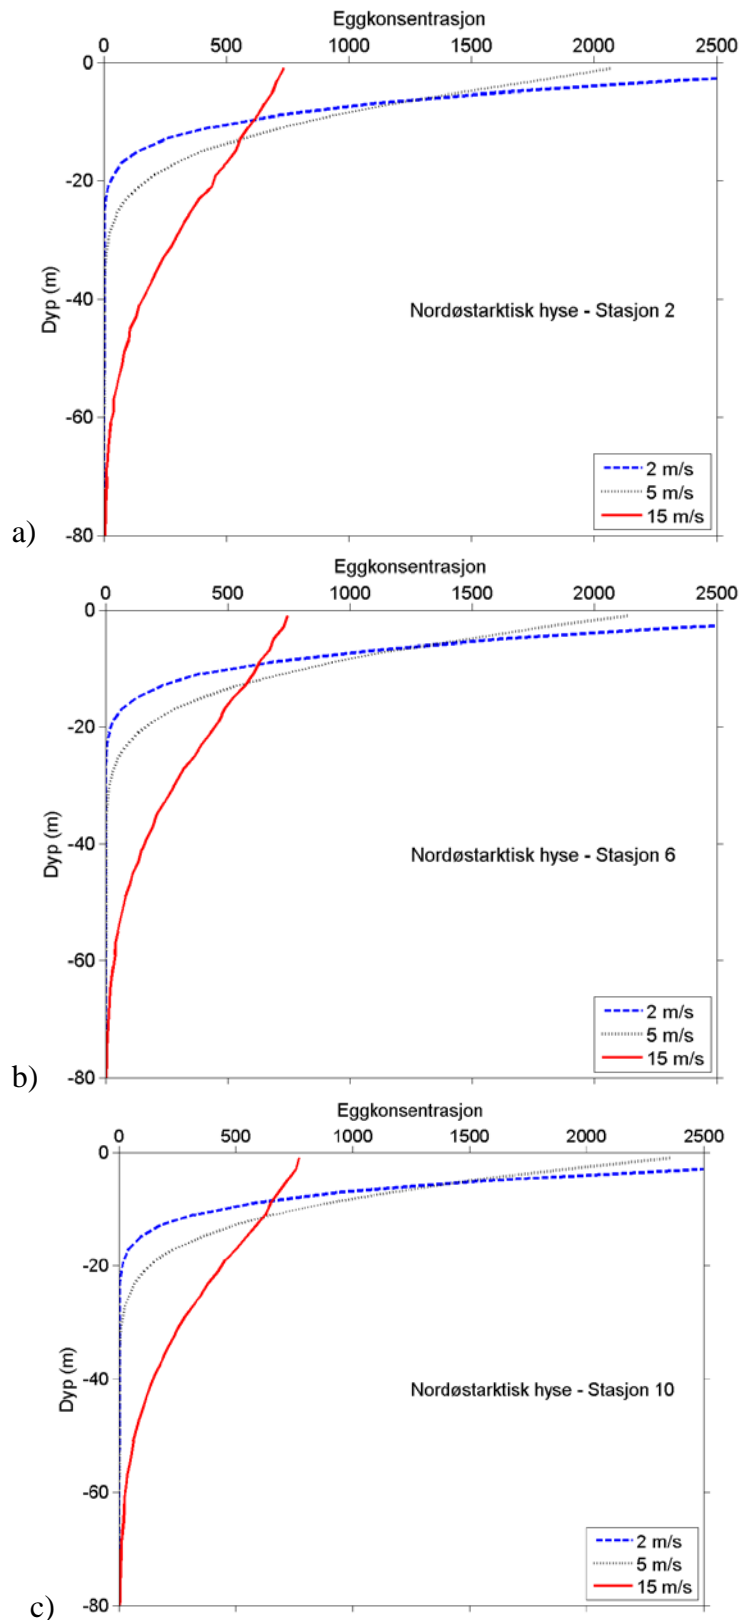 Eggkonsentrasjon
0 500 1000 1500 2000 2500
0
-20
-40
-60
-80
Dyp (m)
Nordøstarktisk hyse - Stasjon 2
2 m/s
5 m/s
15 m/s
a)
Eggkonsentrasjon
0 500 1000 1500 2000 2500
0
-20
-40
-60
-80
Dyp (m)
Nordøstarktisk hyse - Stasjon 6
2 m/s
5 m/s
15 m/s
b)
Eggkonsentrasjon
0 500 1000 1500 2000 2500
0
-20
-40
-60
-80
Dyp (m)
Nordøstarktisk hyse - Stasjon 10
2 m/s
5 m/s
15 m/s
c)